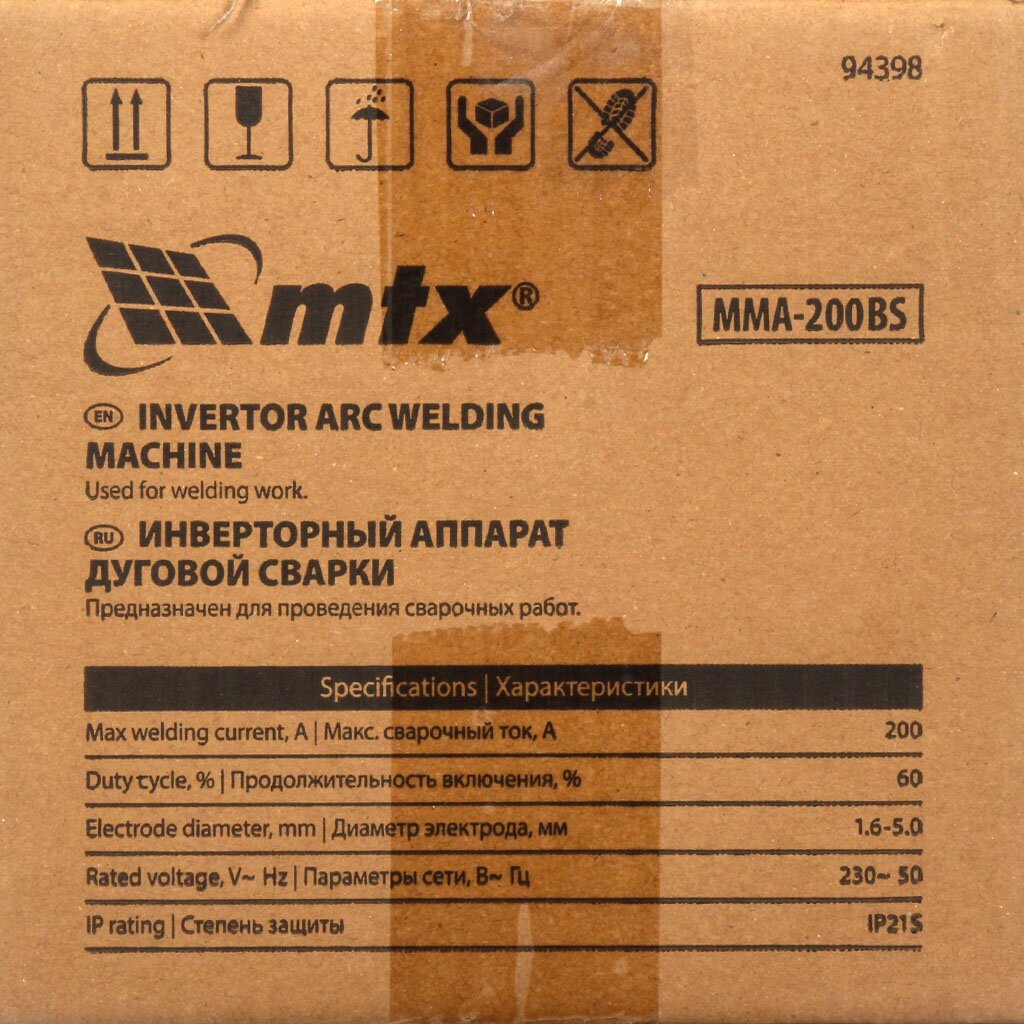 94398
mtx®
MMA-200BS
EN INVERTOR ARC WELDING
MACHINE
Used for welding work.
RU ИНВЕРТОРНЫЙ АППАРАТ
ДУГОВОЙ СВАРКИ
Предназначен для проведения сварочных работ.
Specifications | Характеристики
Max welding current, A | Макс. сварочный ток, А 200
Duty cycle, % | Продолжительность включения, % 60
Electrode diameter, mm | Диаметр электрода, мм 1.6-5.0
Rated voltage, V~ Hz | Параметры сети, В~ Гц 230~ 50
IP rating | Степень защиты IP21S